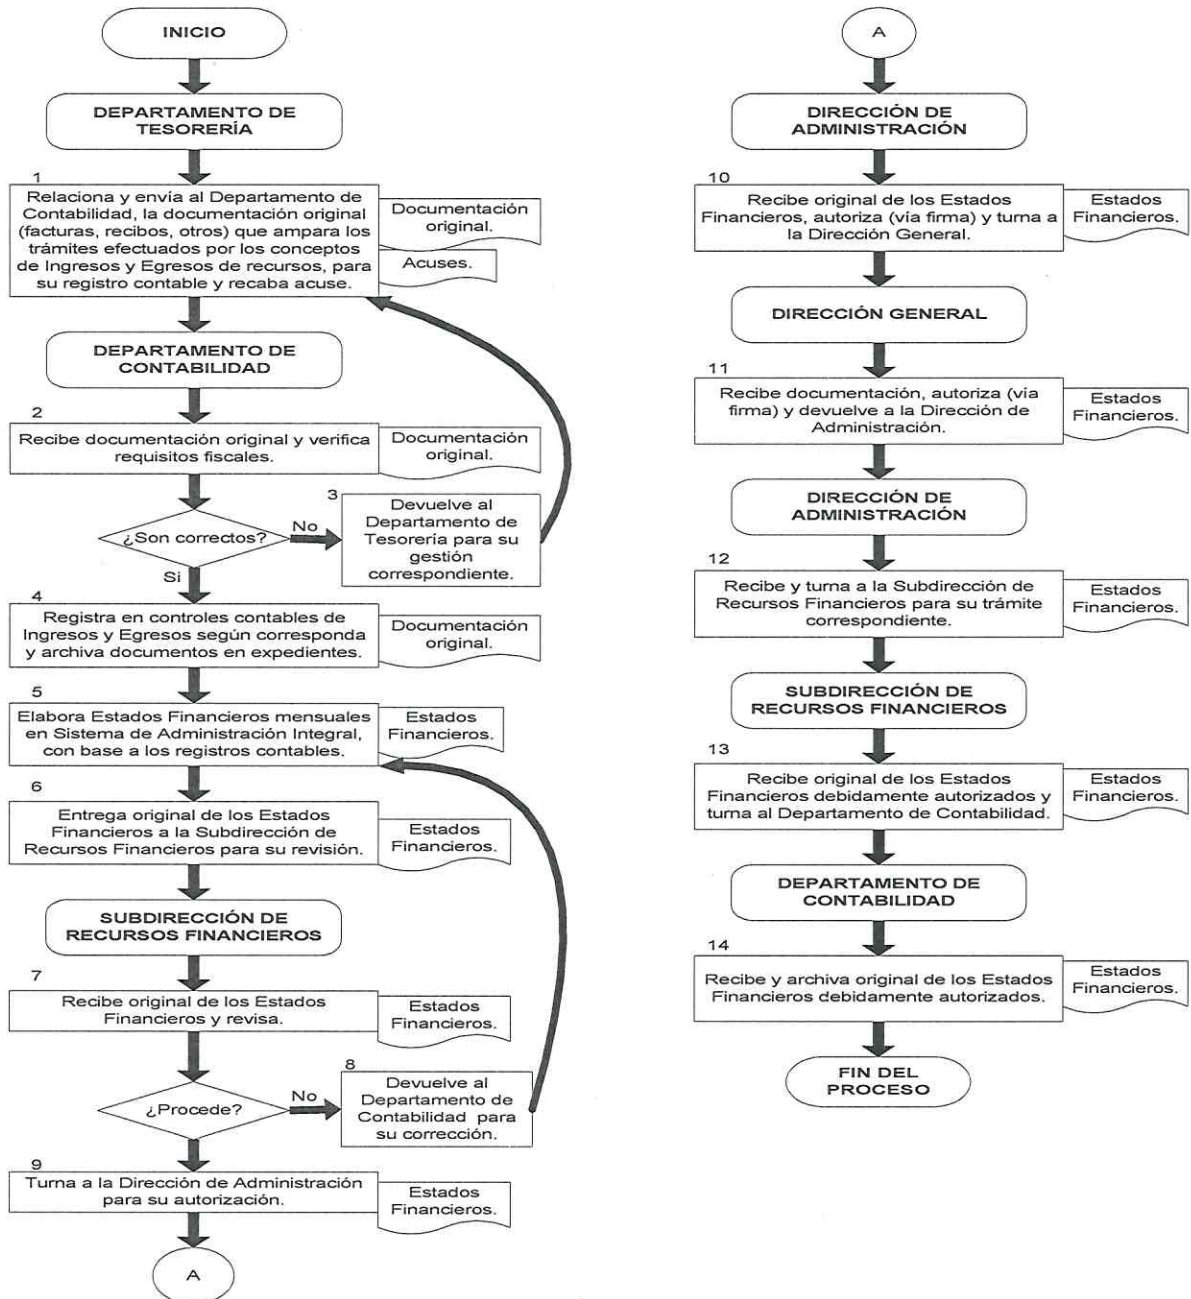 INICIO
DEPARTAMENTO DE
TESORERÍA
1
Relaciona y envía al Departamento de
Contabilidad, la documentación original
(facturas, recibos, otros) que ampara los
trámites efectuados por los conceptos
de Ingresos y Egresos de recursos, para
su registro contable y recaba acuse.
Documentación
original.
Acuses.
DEPARTAMENTO DE
CONTABILIDAD
2
Recibe documentación original y verifica
requisitos fiscales.
Documentación
original.
¿Son correctos?
No
3
Devuelve al
Departamento de
Tesorería para su
gestión
correspondiente.
Si
4
Registra en controles contables de
Ingresos y Egresos según corresponda
y archiva documentos en expedientes.
Documentación
original.
5
Elabora Estados Financieros mensuales
en Sistema de Administración Integral,
con base a los registros contables.
Estados
Financieros.
6
Entrega original de los Estados
Financieros a la Subdirección de
Recursos Financieros para su revisión.
Estados
Financieros.
SUBDIRECCIÓN DE
RECURSOS FINANCIEROS
7
Recibe original de los Estados
Financieros y revisa.
Estados
Financieros.
¿Procede?
No
8
Devuelve al
Departamento de
Contabilidad para
su corrección.
9
Turna a la Dirección de Administración
para su autorización.
Estados
Financieros.
A
A
DIRECCIÓN DE
ADMINISTRACIÓN
10
Recibe original de los Estados
Financieros, autoriza (vía firma) y turna a
la Dirección General.
Estados
Financieros.
DIRECCIÓN GENERAL
11
Recibe documentación, autoriza (vía
firma) y devuelve a la Dirección de
Administración.
Estados
Financieros.
DIRECCIÓN DE
ADMINISTRACIÓN
12
Recibe y turna a la Subdirección de
Recursos Financieros para su trámite
correspondiente.
Estados
Financieros.
SUBDIRECCIÓN DE
RECURSOS FINANCIEROS
13
Recibe original de los Estados
Financieros debidamente autorizados y
turna al Departamento de Contabilidad.
Estados
Financieros.
DEPARTAMENTO DE
CONTABILIDAD
14
Recibe y archiva original de los Estados
Financieros debidamente autorizados.
Estados
Financieros.
FIN DEL
PROCESO